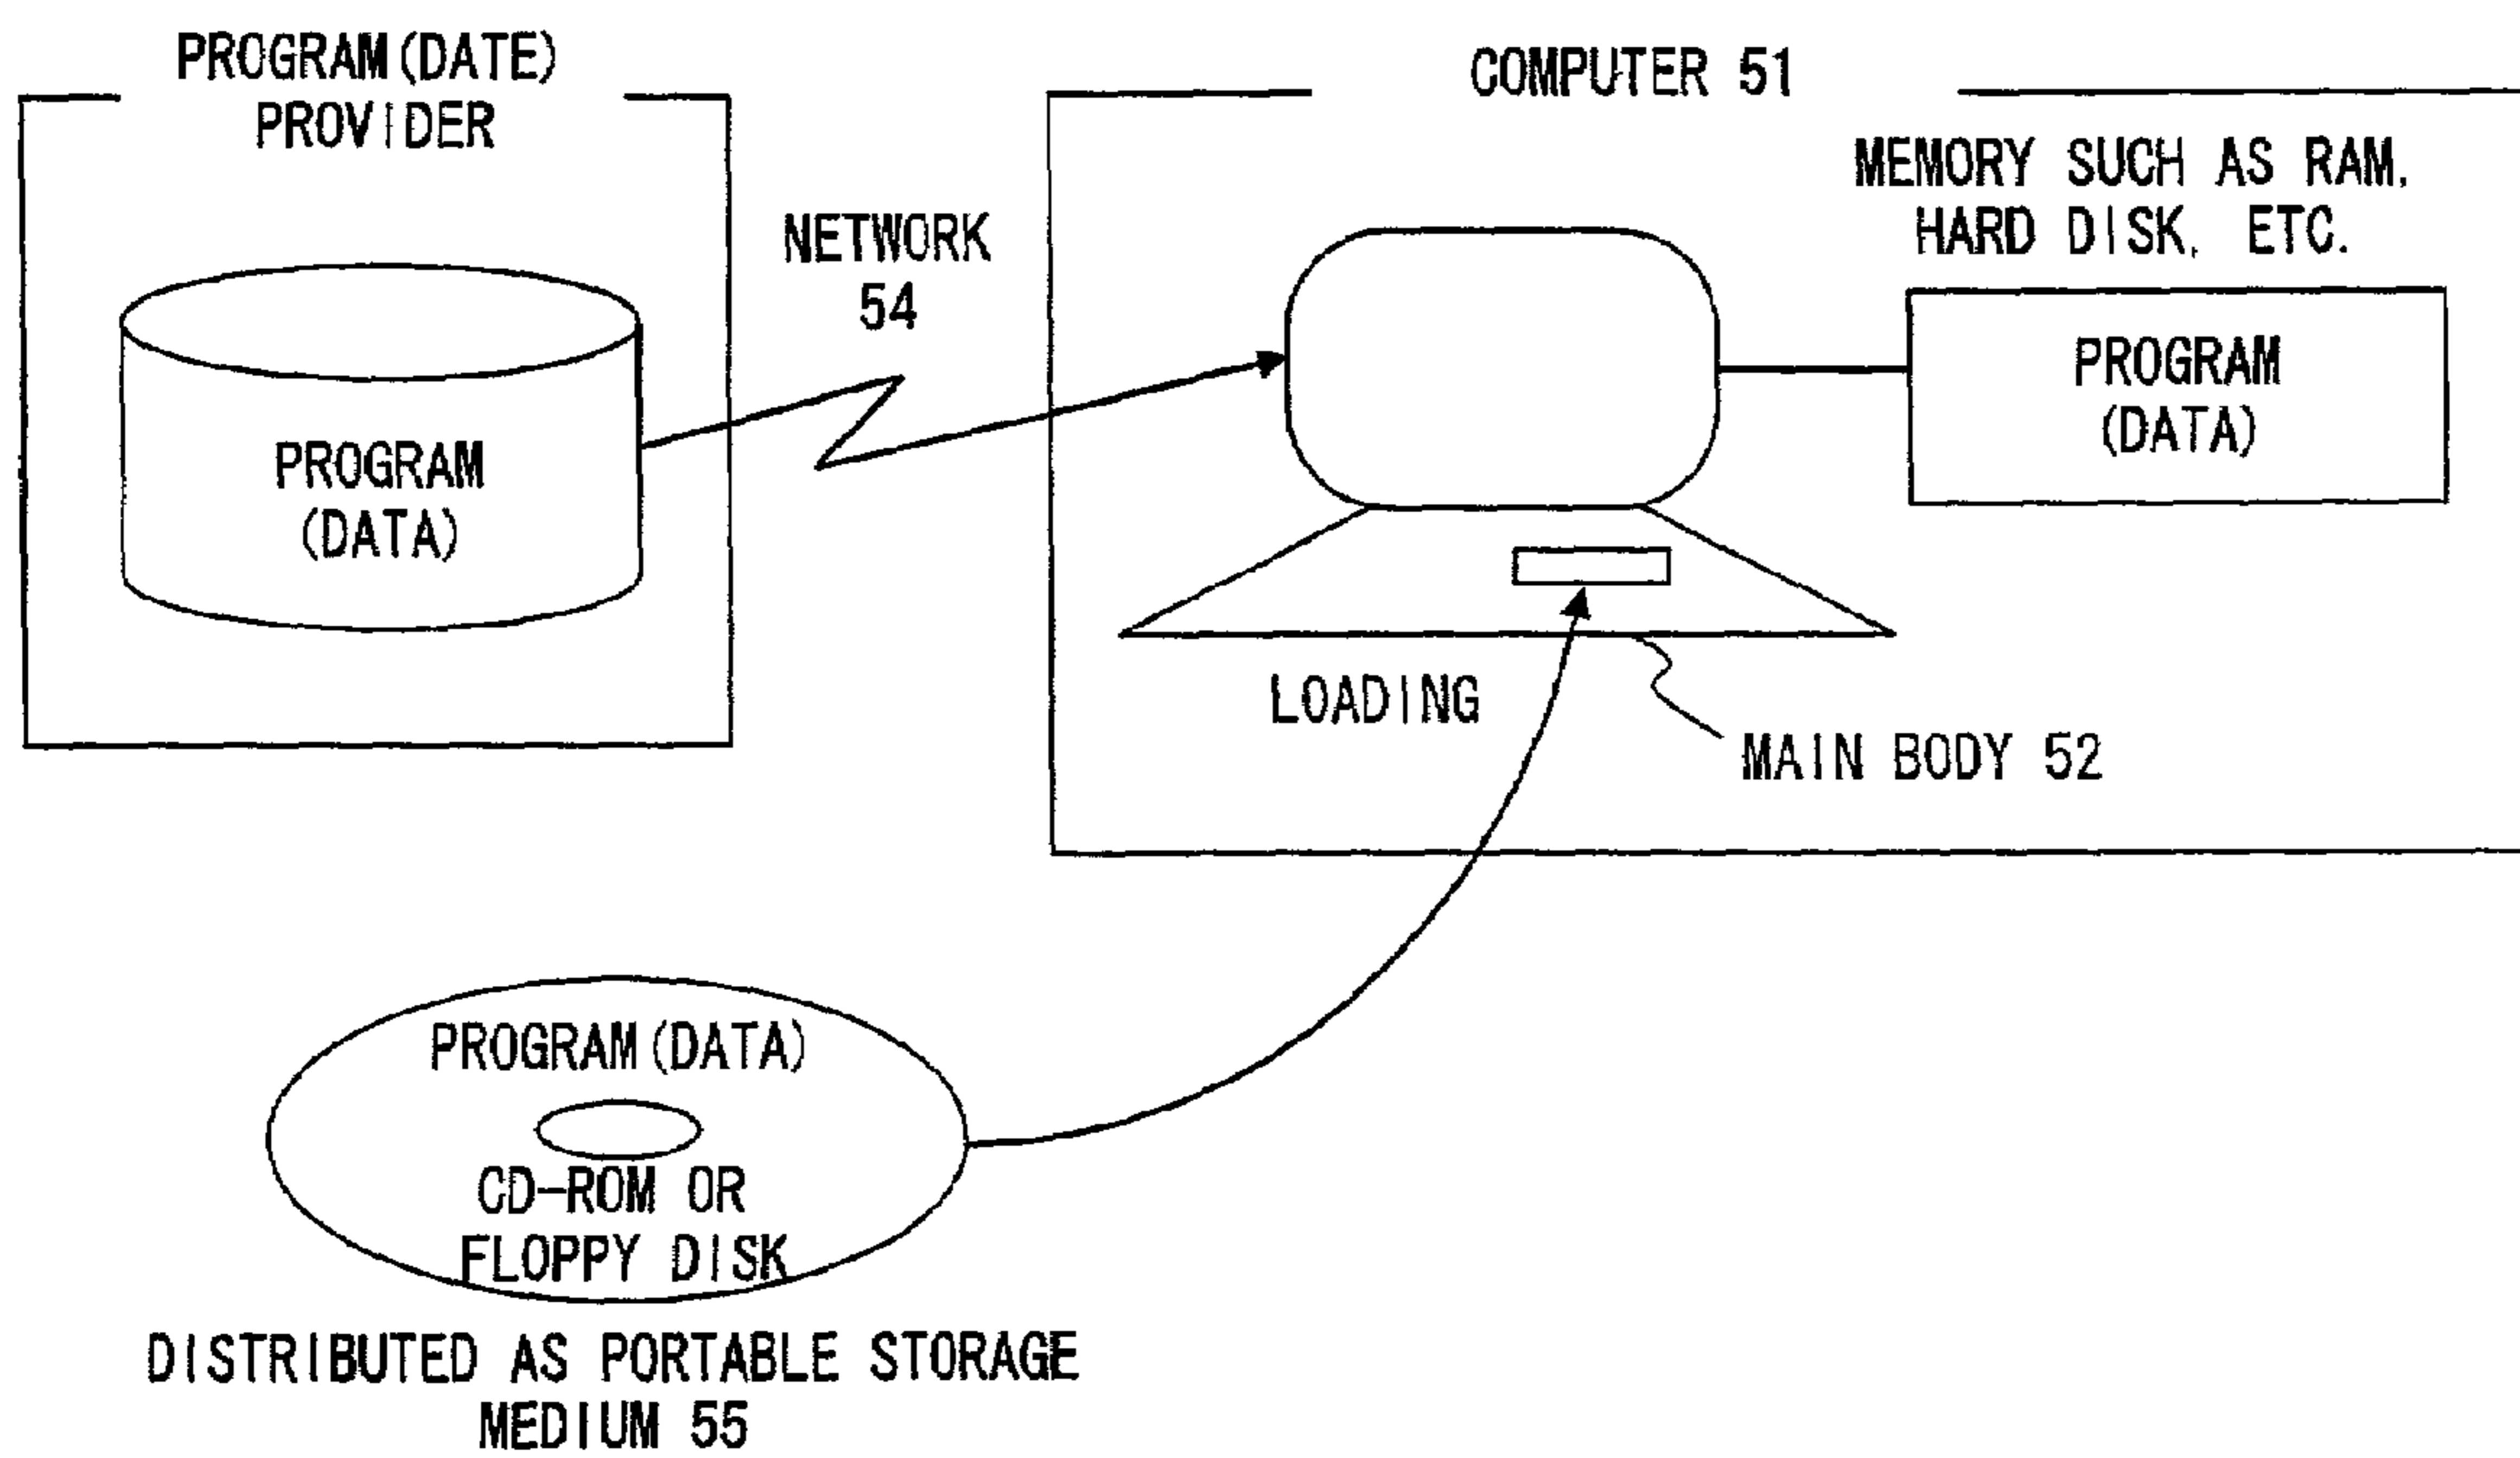 PROGRAM(DATE)
PROVIDER
PROGRAM
(DATA)
NETWORK
54
COMPUTER 51
MEMORY SUCH AS RAM,
HARD DISK, ETC.
PROGRAM
(DATA)
LOADING
MAIN BODY 52
PROGRAM(DATA)
CD-ROM OR
FLOPPY DISK
DISTRIBUTED AS PORTABLE STORAGE
MEDIUM 55